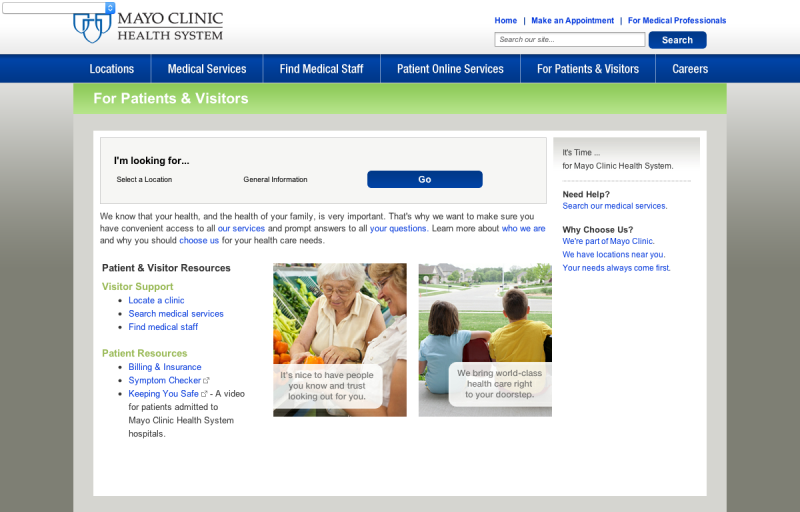 MAYO CLINIC
HEALTH SYSTEM
Home | Make an Appointment | For Medical Professionals
Search our site...
Search
Locations
Medical Services
Find Medical Staff
Patient Online Services
For Patients & Visitors
Careers
For Patients & Visitors
I'm looking for...
Select a Location
General Information
Go
We know that your health, and the health of your family, is very important. That's why we want to make sure you
have convenient access to all our services and prompt answers to all your questions. Learn more about who we are
and why you should choose us for your health care needs.
Patient & Visitor Resources
Visitor Support
• Locate a clinic
• Search medical services
• Find medical staff
Patient Resources
• Billing & Insurance
• Symptom Checker
• Keeping You Safe - A video
for patients admitted to
Mayo Clinic Health System
hospitals.
It's nice to have people
you know and trust
looking out for you.
We bring world-class
health care right
to your doorstep.
It's Time ...
for Mayo Clinic Health System.
Need Help?
Search our medical services.
Why Choose Us?
We're part of Mayo Clinic.
We have locations near you.
Your needs always come first.